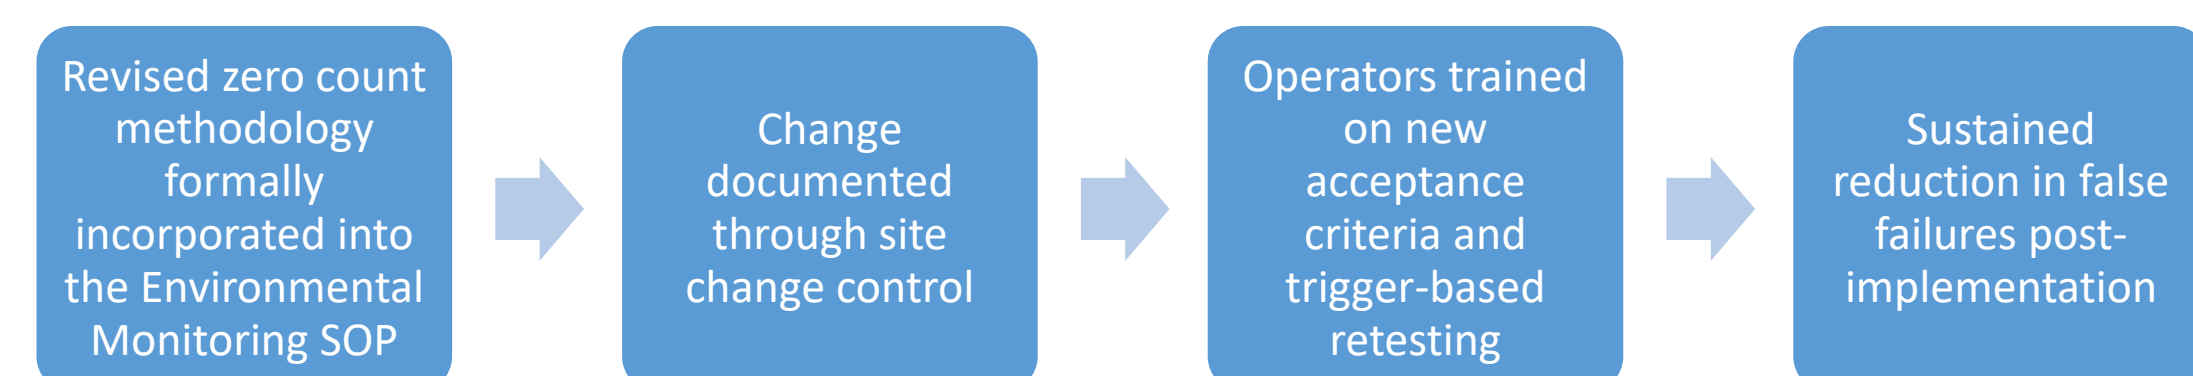 Revised zero count
methodology
formally
incorporated into
the Environmental
Monitoring SOP
Change
documented
through site
change control
Operators trained
on new
acceptance
criteria and
trigger-based
retesting
Sustained
reduction in false
failures post-
implementation